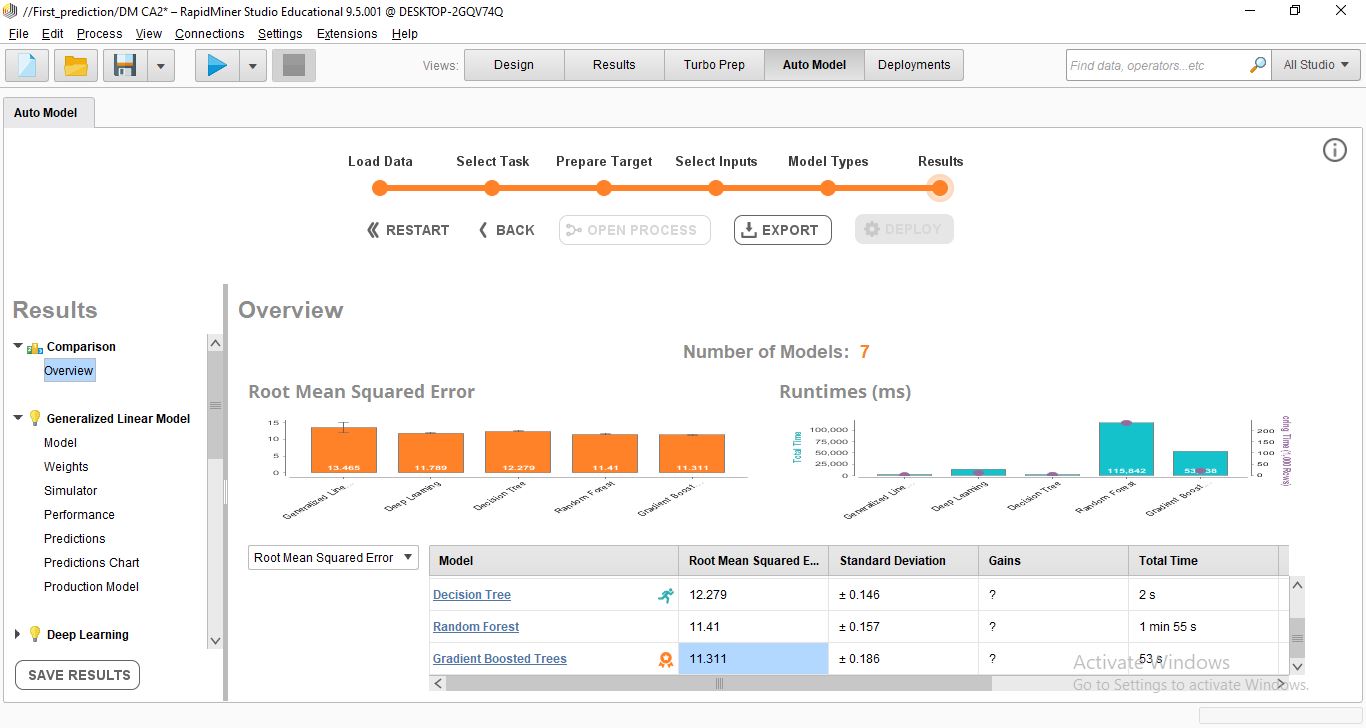 //First_prediction/DM CA2* – RapidMiner Studio Educational 9.5.001 @ DESKTOP-2GQV74Q
File Edit Process View Connections Settings Extensions Help
Views: Design Results Turbo Prep Auto Model Deployments Find data, operators...etc All Studio
Auto Model
Load Data Select Task Prepare Target Select Inputs Model Types Results
RESTART BACK OPEN PROCESS EXPORT DEPLOY
Results
Comparison
Overview
Generalized Linear Model
Model
Weights
Simulator
Performance
Predictions
Predictions Chart
Production Model
Deep Learning
SAVE RESULTS
Overview
Number of Models: 7
Root Mean Squared Error
15
10
5
0
13.465 11.789 12.279 11.41 11.311
Generalized Line... Deep Learning Decision Tree Random Forest Gradient Boost...
Runtimes (ms)
Total Time
100,000
75,000
50,000
25,000
0
115,842
200
150
100
50
0
Time (1,000 Rows)
Generalized Line... Deep Learning Decision Tree Random Forest Gradient Boost...
Root Mean Squared Error
Model Root Mean Squared E... Standard Deviation Gains Total Time
Decision Tree 12.279 ± 0.146 ? 2 s
Random Forest 11.41 ± 0.157 ? 1 min 55 s
Gradient Boosted Trees 11.311 ± 0.186 ? 53 s
Activate Windows
Go to Settings to activate Windows.